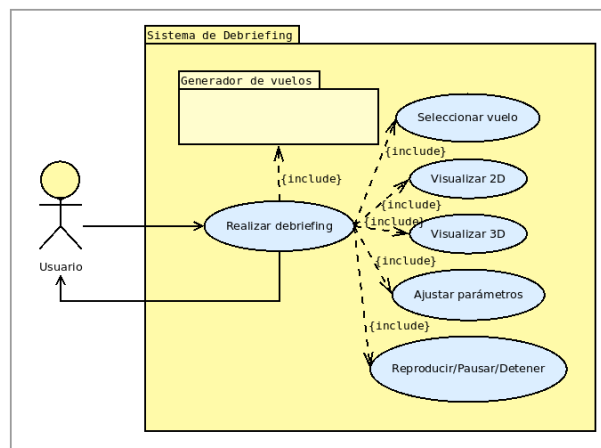 Sistema de Debriefing
Generador de vuelos
Seleccionar vuelo
{include}
{include}
Visualizar 2D
{include}
Realizar debriefing
{include}
Visualizar 3D
{include}
Usuario
Ajustar parámetros
{include}
Reproducir/Pausar/Detener